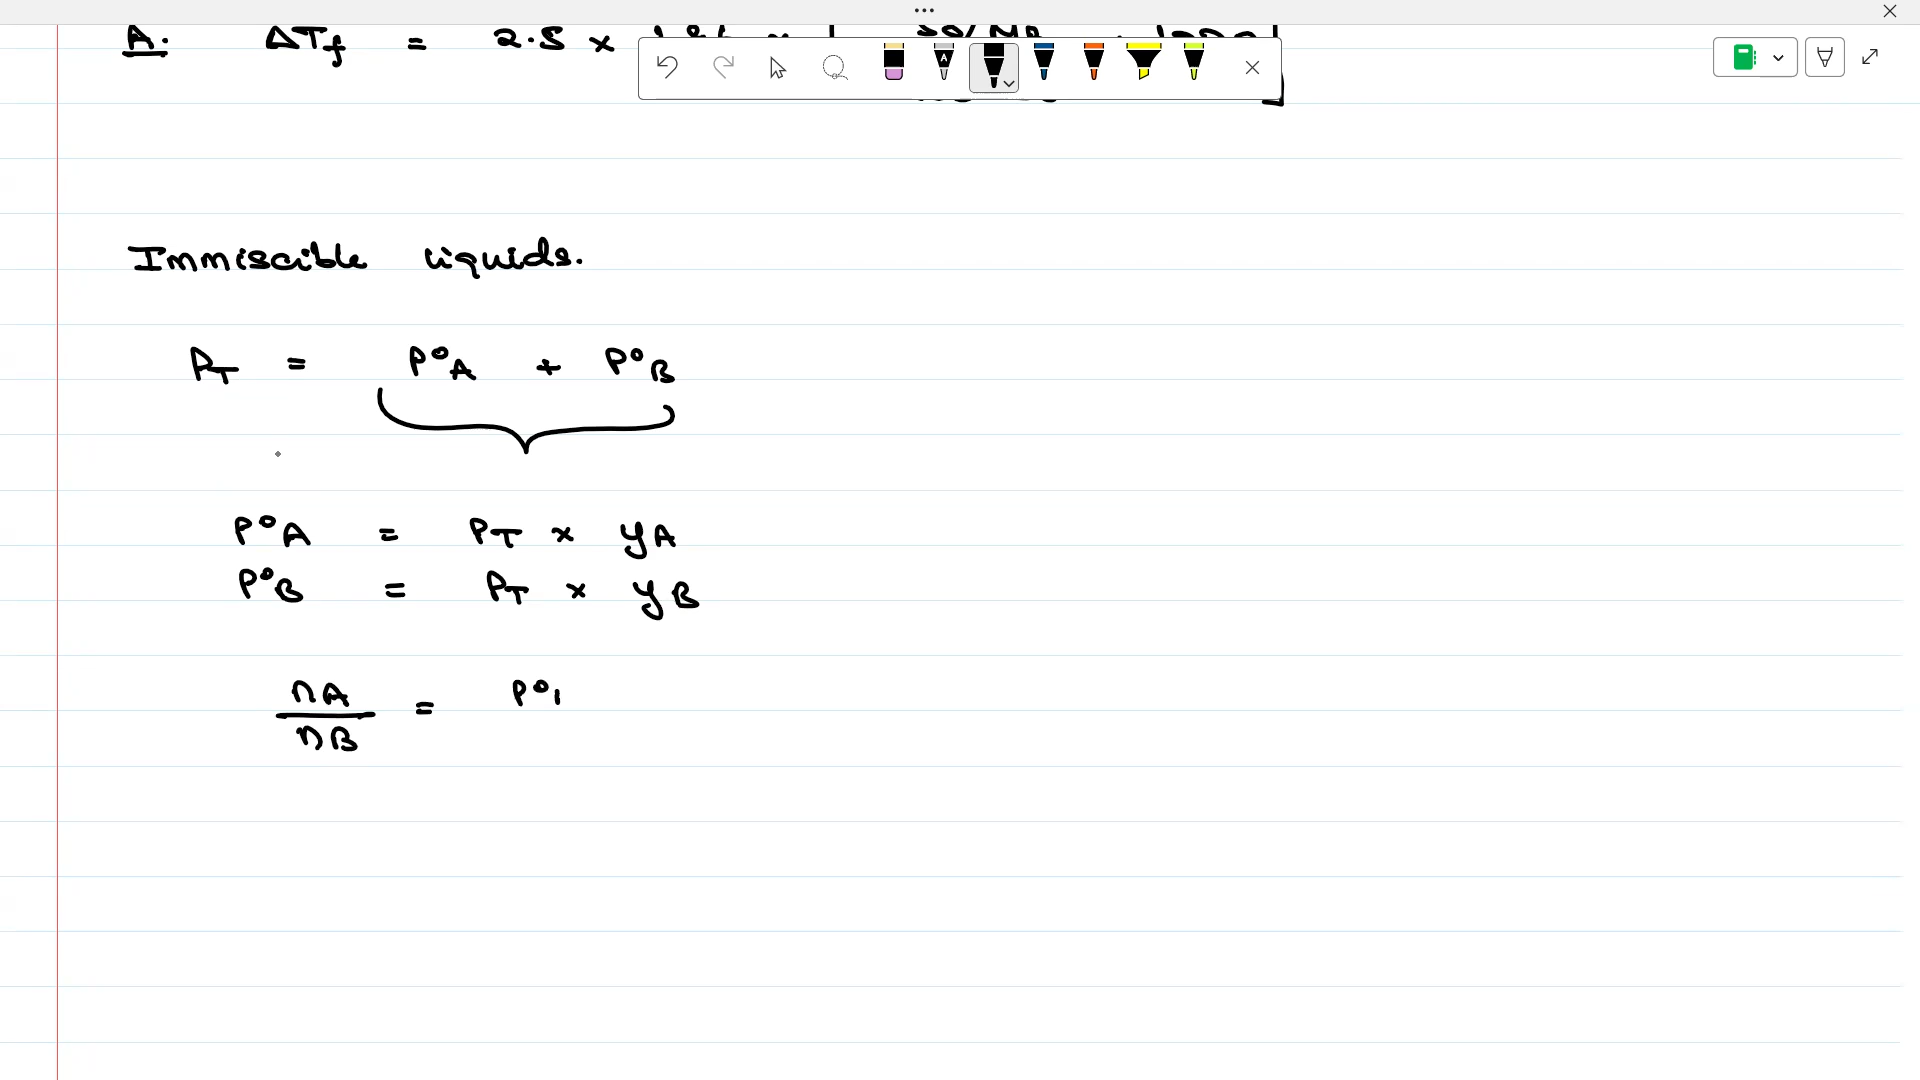 A. ΔTf = 2.5 ×
Immiscible liquids.
PT = P°A + P°B
P°A = PT × yA
P°B = PT × yB
nA
= P°1
nB